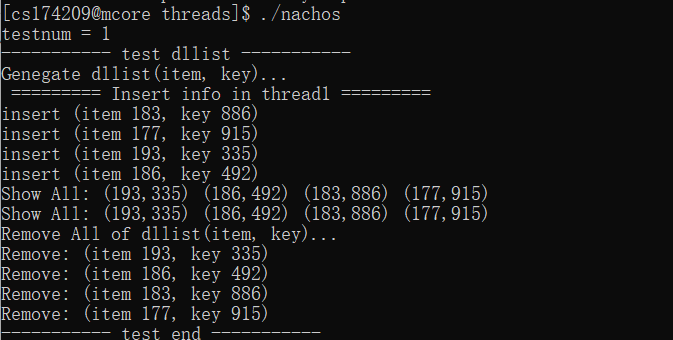 [cs174209@mcore threads]$ ./nachos
testnum = 1
----------- test dllist -----------
Genegate dllist(item, key)...
========= Insert info in thread1 =========
insert (item 183, key 886)
insert (item 177, key 915)
insert (item 193, key 335)
insert (item 186, key 492)
Show All: (193,335) (186,492) (183,886) (177,915)
Show All: (193,335) (186,492) (183,886) (177,915)
Remove All of dllist(item, key)...
Remove: (item 193, key 335)
Remove: (item 186, key 492)
Remove: (item 183, key 886)
Remove: (item 177, key 915)
----------- test end -----------